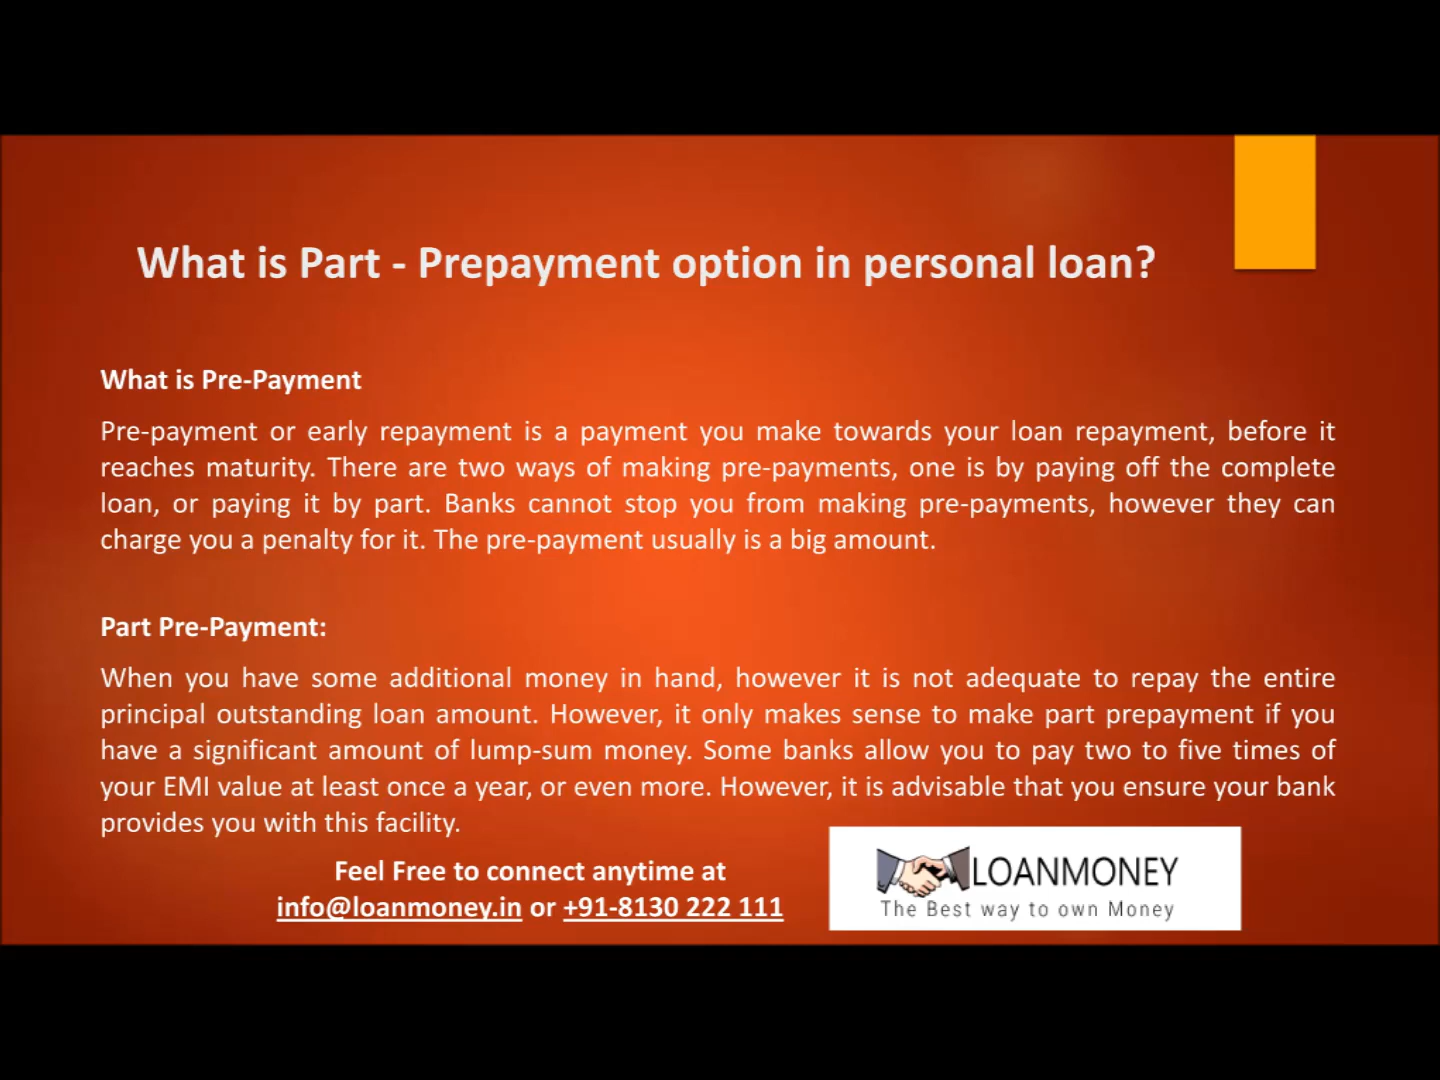 What is Part - Prepayment option in personal loan?
What is Pre-Payment
Pre-payment or early repayment is a payment you make towards your loan repayment, before it
reaches maturity. There are two ways of making pre-payments, one is by paying off the complete
loan, or paying it by part. Banks cannot stop you from making pre-payments, however they can
charge you a penalty for it. The pre-payment usually is a big amount.
Part Pre-Payment:
When you have some additional money in hand, however it is not adequate to repay the entire
principal outstanding loan amount. However, it only makes sense to make part prepayment if you
have a significant amount of lump-sum money. Some banks allow you to pay two to five times of
your EMI value at least once a year, or even more. However, it is advisable that you ensure your bank
provides you with this facility.
Feel Free to connect anytime at
info@loanmoney.in or +91-8130 222 111
LOANMONEY
The Best way to own Money